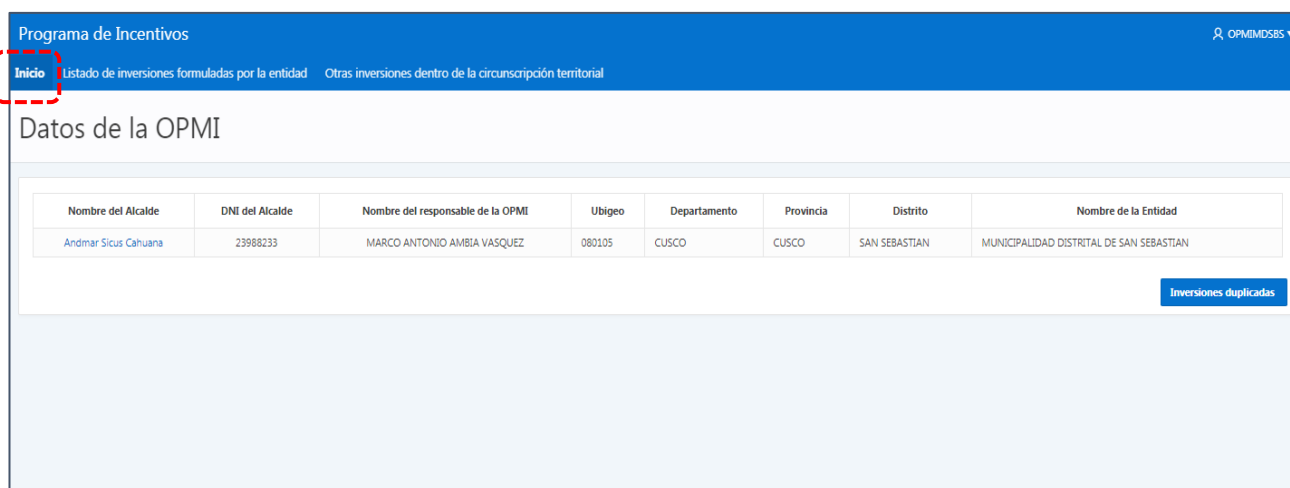 Programa de Incentivos
OPMIMDSBS
Inicio Listado de inversiones formuladas por la entidad Otras inversiones dentro de la circunscripción territorial
Datos de la OPMI
Nombre del Alcalde DNI del Alcalde Nombre del responsable de la OPMI Ubigeo Departamento Provincia Distrito Nombre de la Entidad
Andmar Sicus Cahuana 23988233 MARCO ANTONIO AMBIA VASQUEZ 080105 CUSCO CUSCO SAN SEBASTIAN MUNICIPALIDAD DISTRITAL DE SAN SEBASTIAN
Inversiones duplicadas